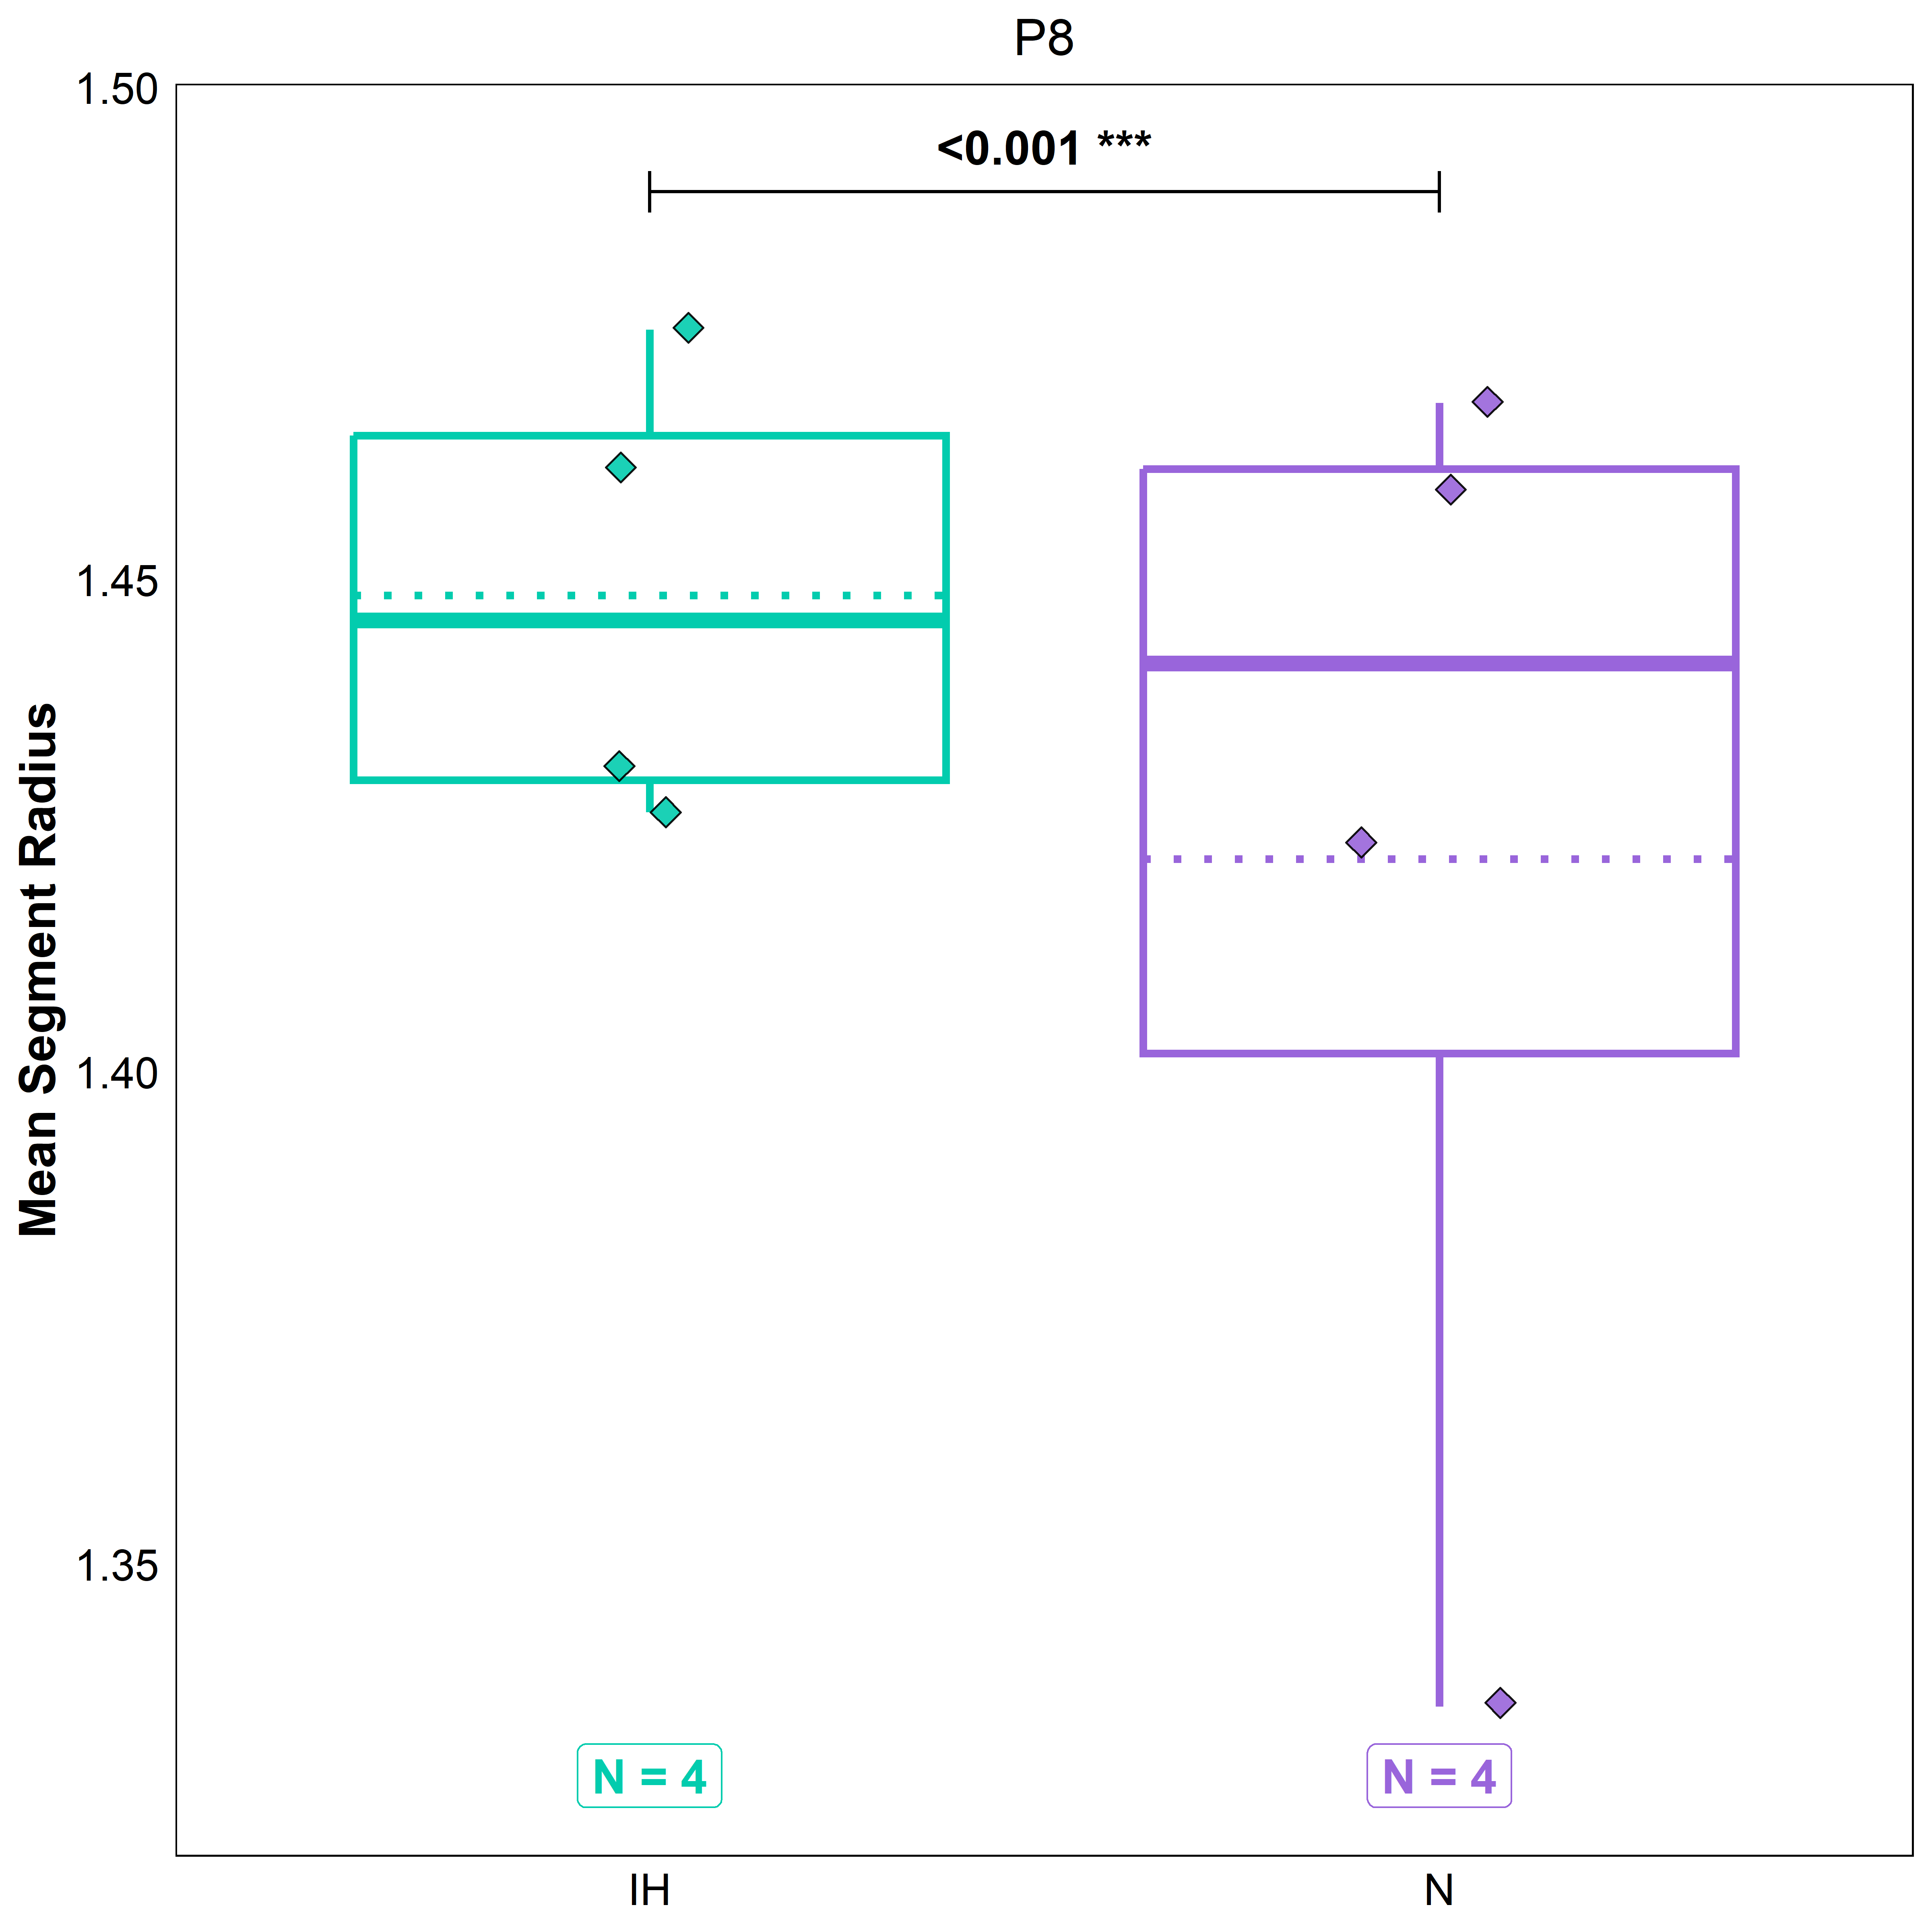 P8
1.50
<0.001 ***
1.45
1.40
1.35
Mean Segment Radius
N = 4
N = 4
IH
N